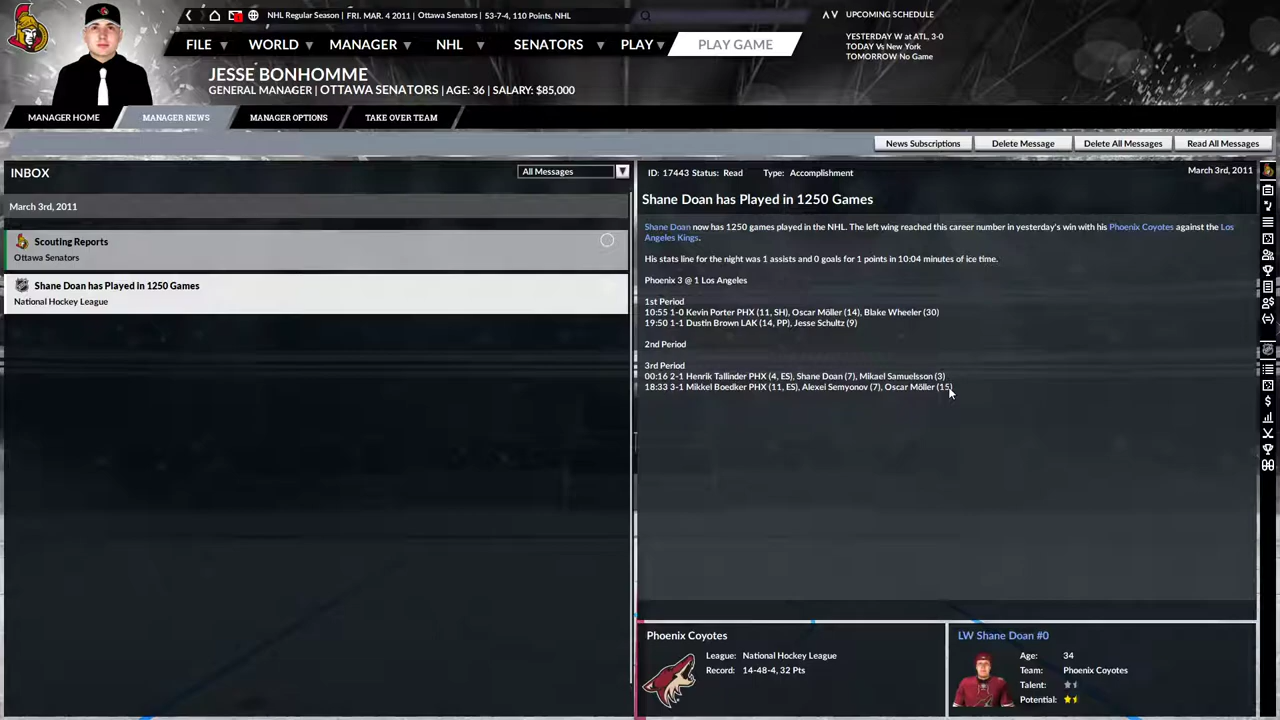 NHL Regular Season | FRI. MAR. 4 2011 | Ottawa Senators | 53-7-4, 110 Points, NHL
UPCOMING SCHEDULE
YESTERDAY W at ATL, 3-0
TODAY Vs New York
TOMORROW No Game
FILE WORLD MANAGER NHL SENATORS PLAY PLAY GAME
JESSE BONHOMME
GENERAL MANAGER | OTTAWA SENATORS | AGE: 36 | SALARY: $85,000
MANAGER HOME MANAGER NEWS MANAGER OPTIONS TAKE OVER TEAM
News Subscriptions Delete Message Delete All Messages Read All Messages
INBOX All Messages
March 3rd, 2011
Scouting Reports
Ottawa Senators
Shane Doan has Played in 1250 Games
National Hockey League
ID: 17443 Status: Read Type: Accomplishment March 3rd, 2011
Shane Doan has Played in 1250 Games
Shane Doan now has 1250 games played in the NHL. The left wing reached this career number in yesterday's win with his Phoenix Coyotes against the Los
Angeles Kings.
His stats line for the night was 1 assists and 0 goals for 1 points in 10:04 minutes of ice time.
Phoenix 3 @ 1 Los Angeles
1st Period
10:55 1-0 Kevin Porter PHX (11, SH), Oscar Möller (14), Blake Wheeler (30)
19:50 1-1 Dustin Brown LAK (14, PP), Jesse Schultz (9)
2nd Period
3rd Period
00:16 2-1 Henrik Tallinder PHX (4, ES), Shane Doan (7), Mikael Samuelsson (3)
18:33 3-1 Mikkel Boedker PHX (11, ES), Alexei Semyonov (7), Oscar Möller (15)
Phoenix Coyotes
League: National Hockey League
Record: 14-48-4, 32 Pts
LW Shane Doan #0
Age: 34
Team: Phoenix Coyotes
Talent:
Potential: